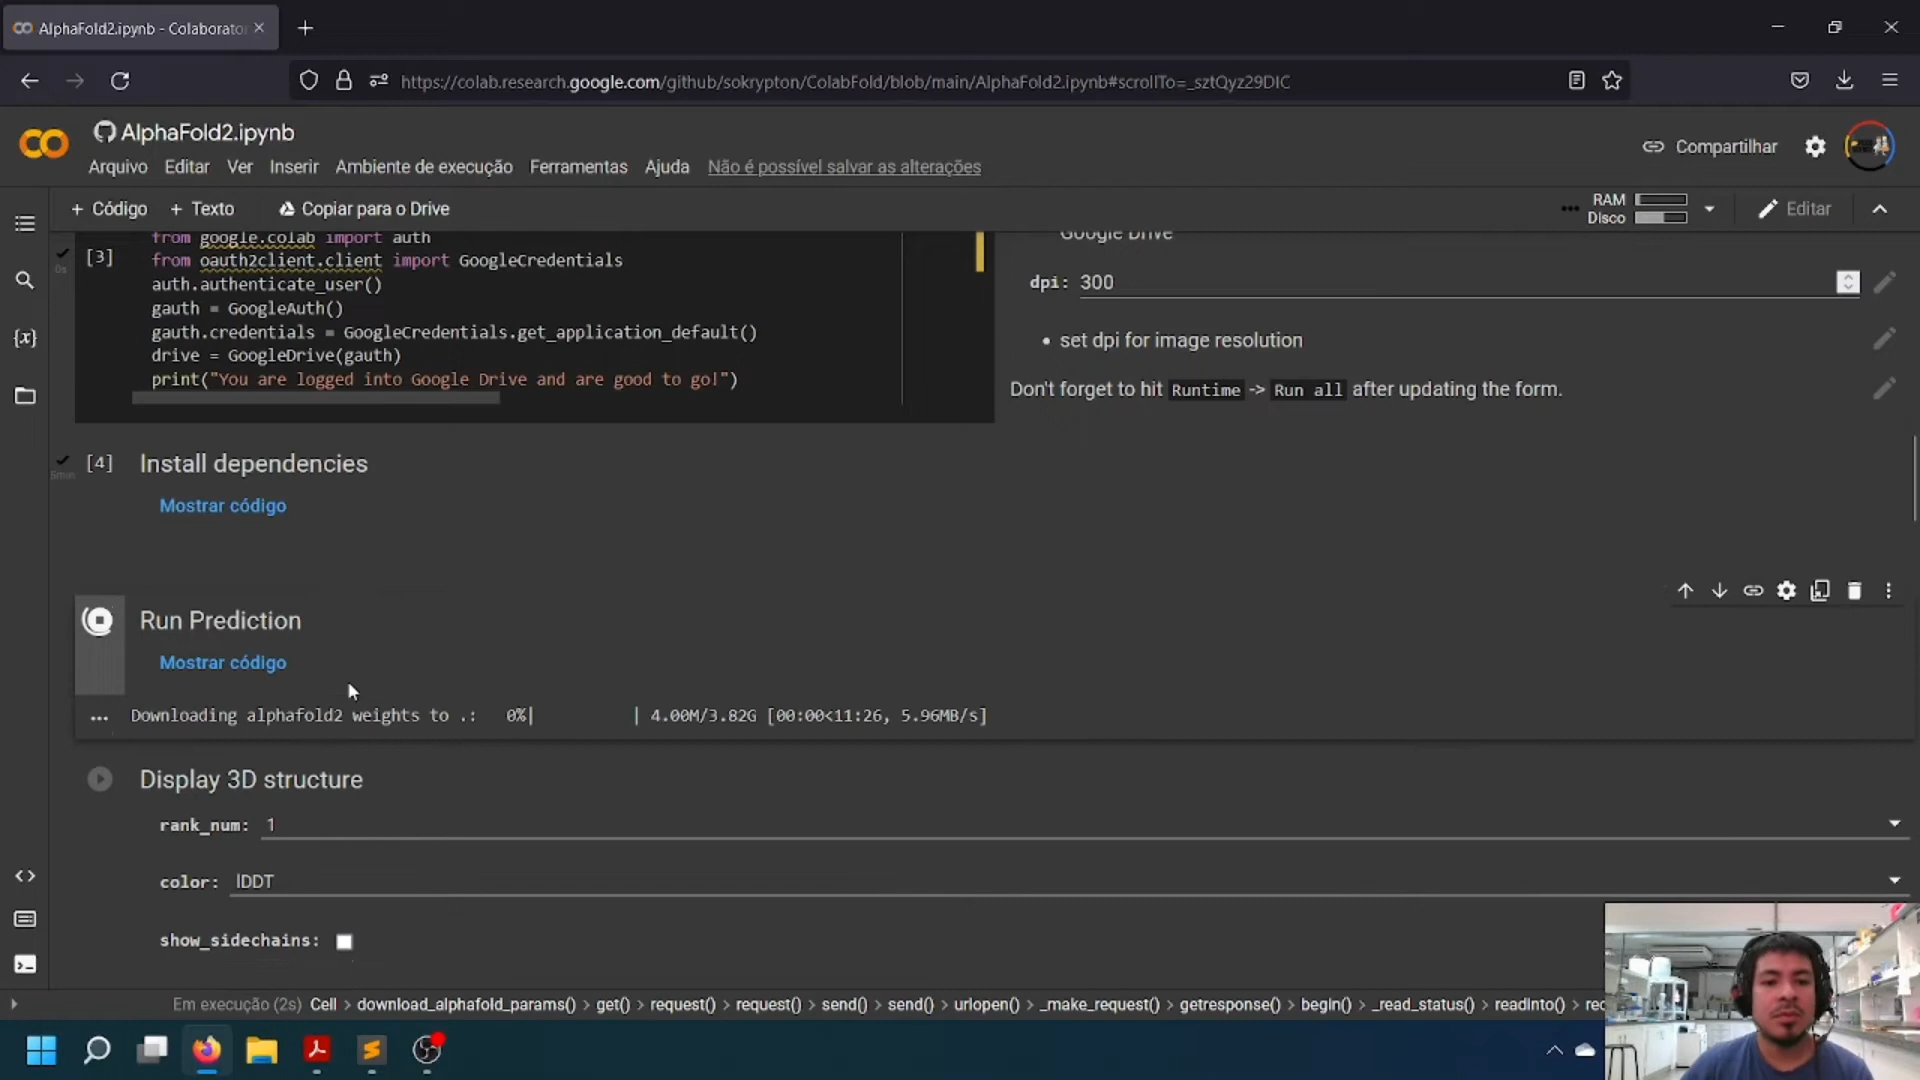 AlphaFold2.ipynb - Colaborato
https://colab.research.google.com/github/sokrypton/ColabFold/blob/main/AlphaFold2.ipynb#scrollTo=_sztQyz29DIC
AlphaFold2.ipynb
Compartilhar
Arquivo Editar Ver Inserir Ambiente de execução Ferramentas Ajuda Não é possível salvar as alterações
+ Código + Texto Copiar para o Drive
RAM
Disco
Editar
from google.colab import auth
[3] from oauth2client.client import GoogleCredentials
0s
auth.authenticate_user()
gauth = GoogleAuth()
gauth.credentials = GoogleCredentials.get_application_default()
drive = GoogleDrive(gauth)
print("You are logged into Google Drive and are good to go!")
Google Drive
dpi: 300
• set dpi for image resolution
Don't forget to hit Runtime -> Run all after updating the form.
[4] Install dependencies
5min
Mostrar código
Run Prediction
Mostrar código
... Downloading alphafold2 weights to .: 0%| | 4.00M/3.82G [00:00<11:26, 5.96MB/s]
Display 3D structure
rank_num: 1
color: lDDT
show_sidechains:
Em execução (2s) Cell > download_alphafold_params() > get() > request() > request() > send() > send() > urlopen() > _make_request() > getresponse() > begin() > _read_status() > readinto() > rec